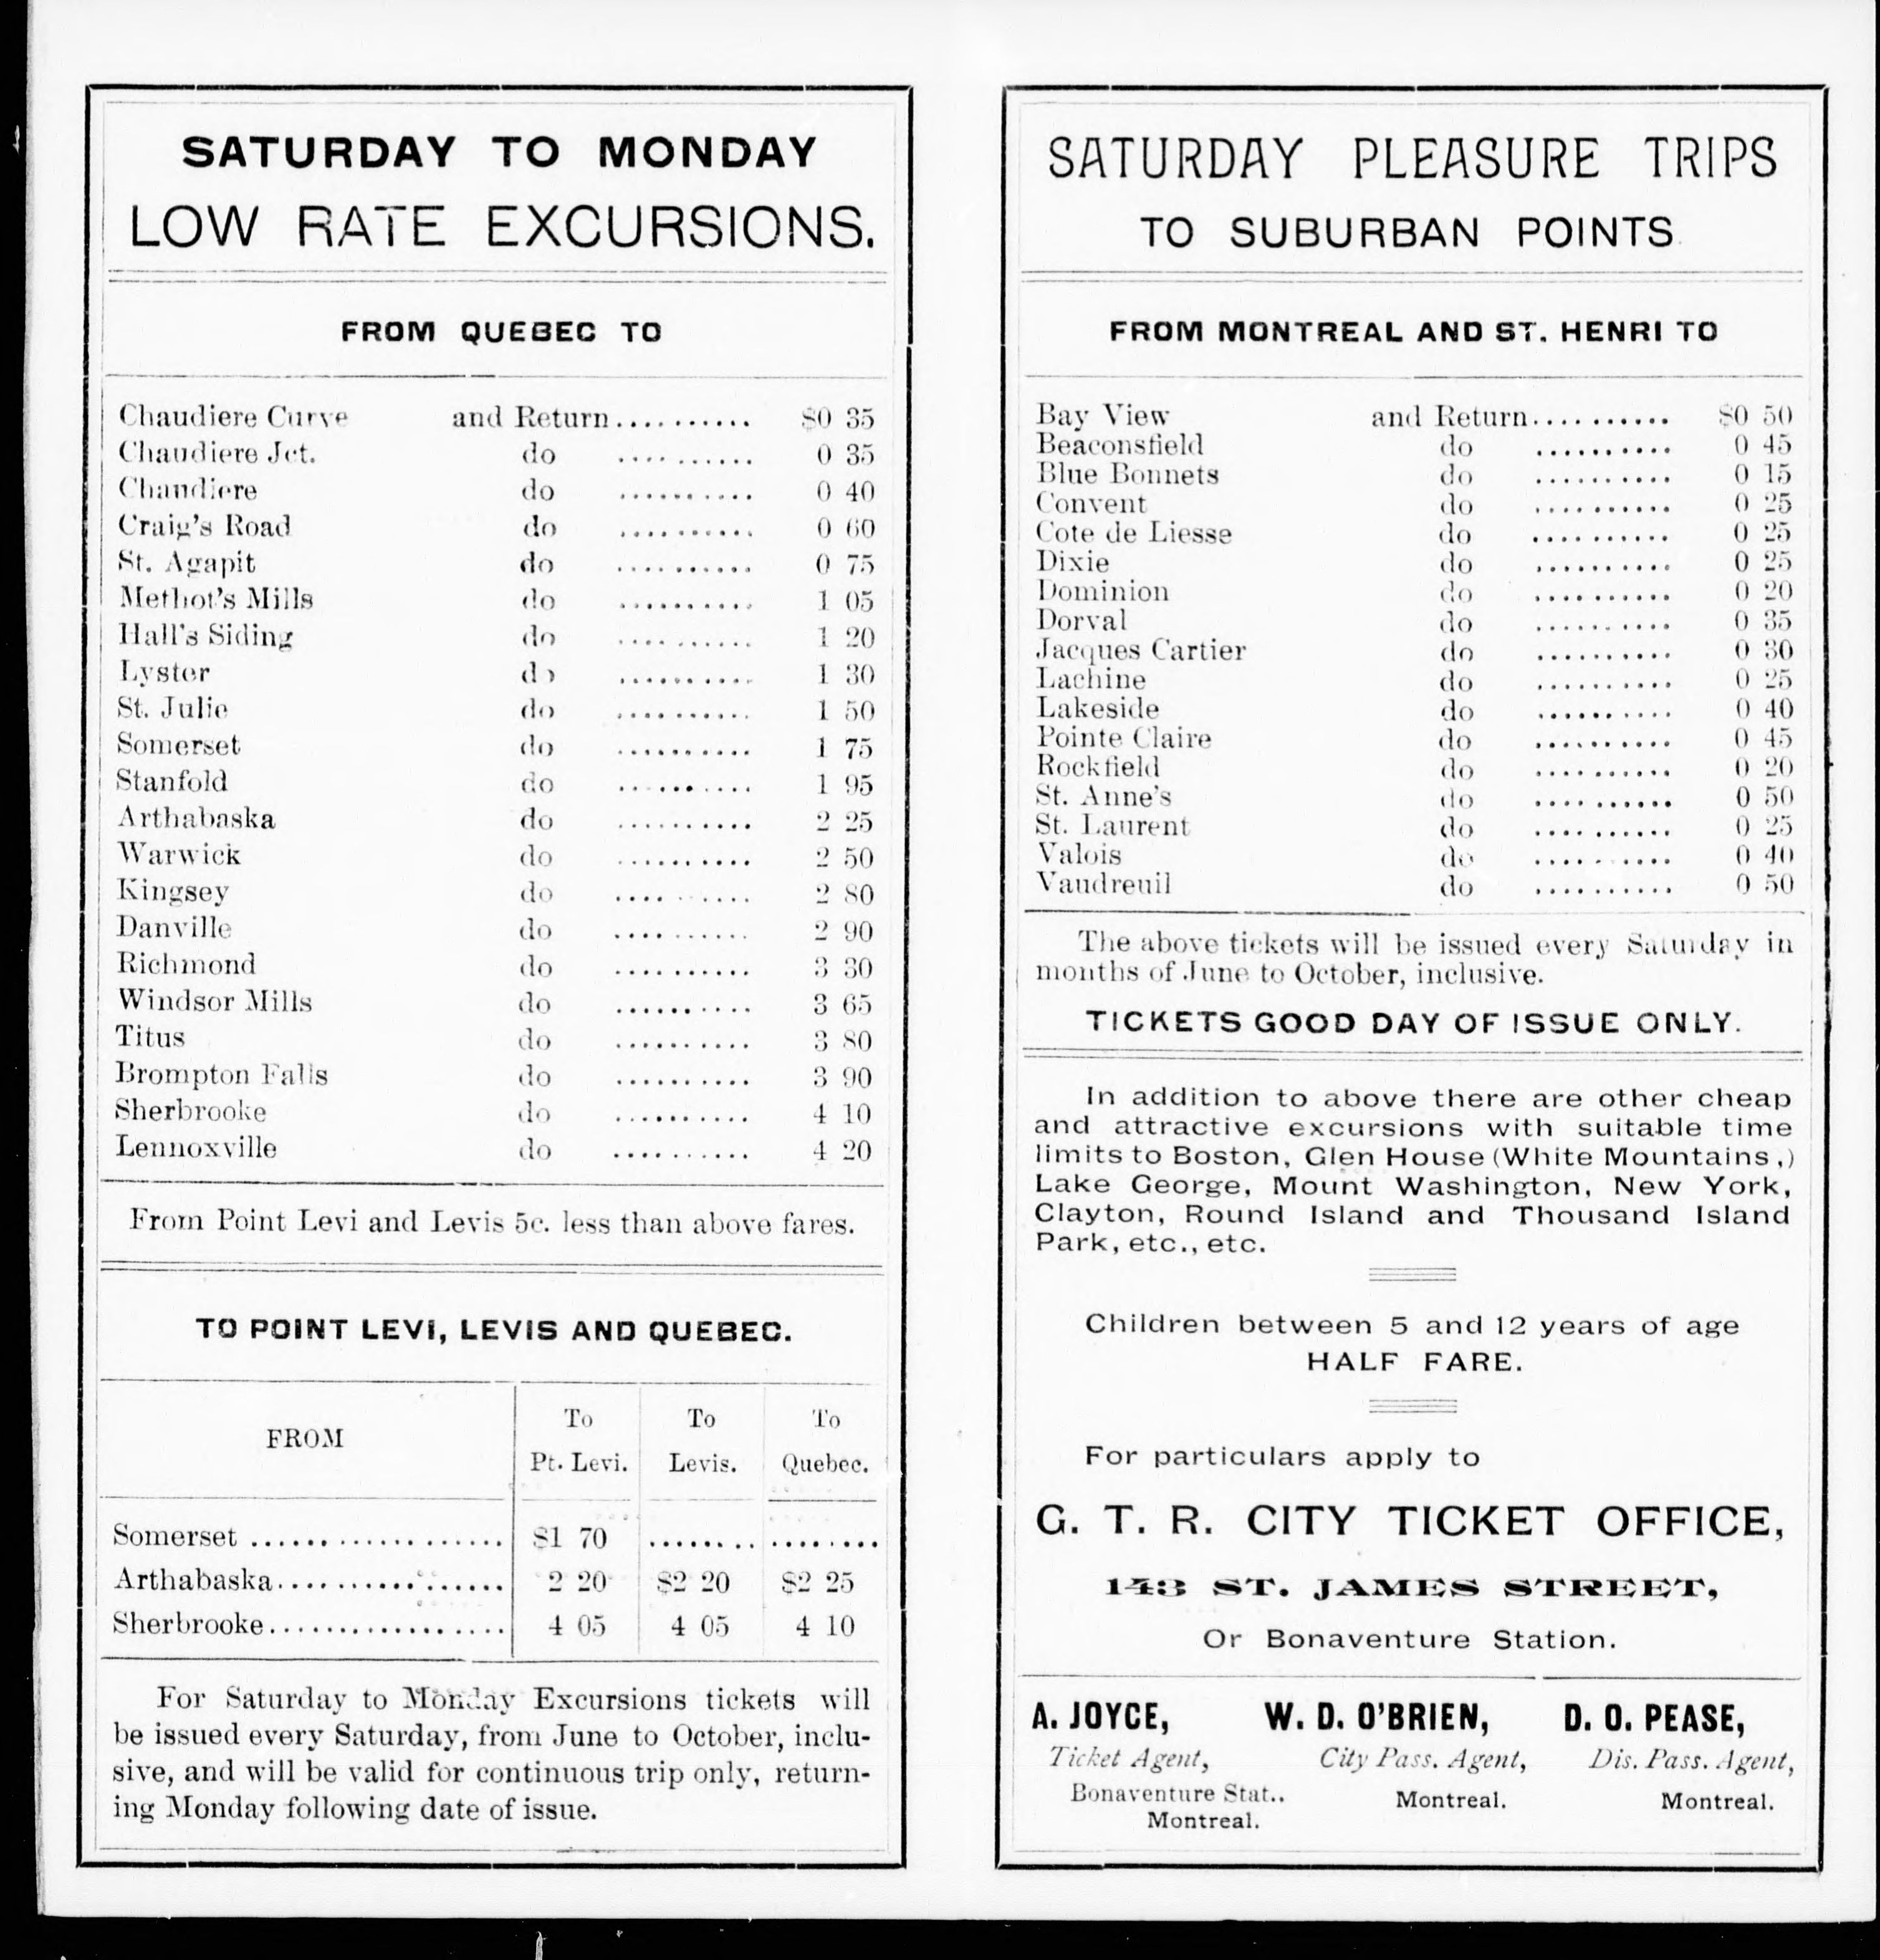 SATURDAY TO MONDAY
LOW RATE EXCURSIONS.
FROM QUEBEC TO
Chaudiere Curve and Return.......... $0 35
Chaudiere Jct. do .......... 0 35
Chaudiere do .......... 0 40
Craig's Road do .......... 0 60
St. Agapit do .......... 0 75
Methot's Mills do .......... 1 05
Hall's Siding do .......... 1 20
Lyster do .......... 1 30
St. Julie do .......... 1 50
Somerset do .......... 1 75
Stanfold do .......... 1 95
Arthabaska do .......... 2 25
Warwick do .......... 2 50
Kingsey do .......... 2 80
Danville do .......... 2 90
Richmond do .......... 3 30
Windsor Mills do .......... 3 65
Titus do .......... 3 80
Brompton Falls do .......... 3 90
Sherbrooke do .......... 4 10
Lennoxville do .......... 4 20
From Point Levi and Levis 5c. less than above fares.
TO POINT LEVI, LEVIS AND QUEBEC.
FROM To Pt. Levi. To Levis. To Quebec.
Somerset .................. $1 70 ........ ........
Arthabaska.................. 2 20 $2 20 $2 25
Sherbrooke.................. 4 05 4 05 4 10
For Saturday to Monday Excursions tickets will
be issued every Saturday, from June to October, inclu-
sive, and will be valid for continuous trip only, return-
ing Monday following date of issue.
SATURDAY PLEASURE TRIPS
TO SUBURBAN POINTS
FROM MONTREAL AND ST. HENRI TO
Bay View and Return.......... $0 50
Beaconsfield do .......... 0 45
Blue Bonnets do .......... 0 15
Convent do .......... 0 25
Cote de Liesse do .......... 0 25
Dixie do .......... 0 25
Dominion do .......... 0 20
Dorval do .......... 0 35
Jacques Cartier do .......... 0 30
Lachine do .......... 0 25
Lakeside do .......... 0 40
Pointe Claire do .......... 0 45
Rockfield do .......... 0 20
St. Anne's do .......... 0 50
St. Laurent do .......... 0 25
Valois do .......... 0 40
Vaudreuil do .......... 0 50
The above tickets will be issued every Saturday in
months of June to October, inclusive.
TICKETS GOOD DAY OF ISSUE ONLY.
In addition to above there are other cheap
and attractive excursions with suitable time
limits to Boston, Glen House (White Mountains,)
Lake George, Mount Washington, New York,
Clayton, Round Island and Thousand Island
Park, etc., etc.
Children between 5 and 12 years of age
HALF FARE.
For particulars apply to
G. T. R. CITY TICKET OFFICE,
143 ST. JAMES STREET,
Or Bonaventure Station.
A. JOYCE, W. D. O'BRIEN, D. O. PEASE,
Ticket Agent, City Pass. Agent, Dis. Pass. Agent,
Bonaventure Stat.. Montreal. Montreal.
Montreal.